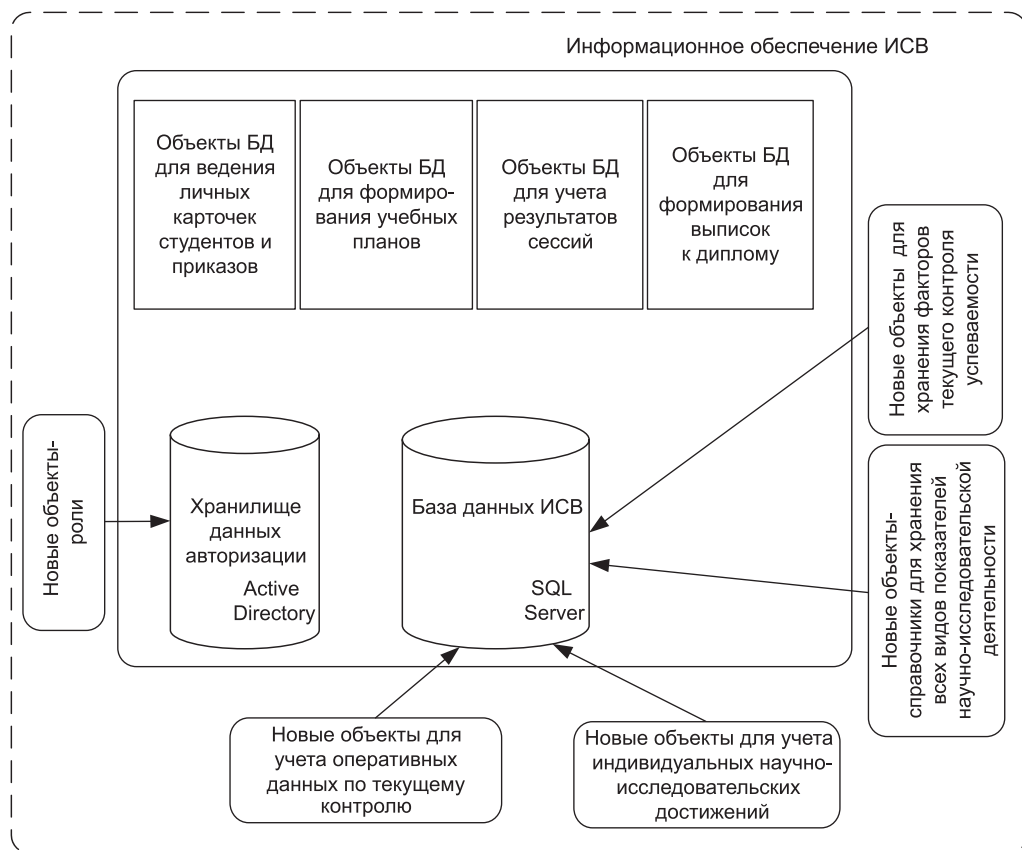 Информационное обеспечение ИСВ
Объекты БД
для ведения
личных
карточек
студентов и
приказов
Объекты БД
для формиро-
вания учебных
планов
Объекты БД
для учета
результатов
сессий
Объекты БД
для
формирования
выписок
к диплому
Новые объекты для
хранения факторов
текущего контроля
успеваемости
Новые объекты-
роли
Хранилище
данных
авторизации
Active
Directory
База данных ИСВ
SQL
Server
Новые объекты-
справочники для хранения
всех видов показателей
научно-исследовательской
деятельности
Новые объекты для
учета оперативных
данных по текущему
контролю
Новые объекты для учета
индивидуальных научно-
исследовательских
достижений